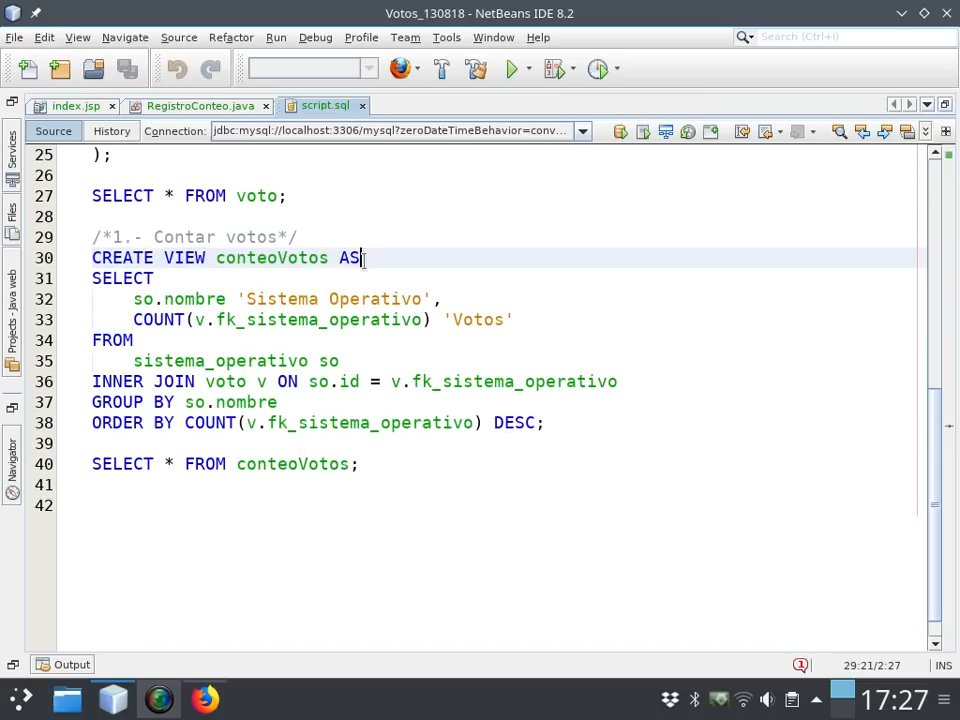 Votos_130818 - NetBeans IDE 8.2
File Edit View Navigate Source Refactor Run Debug Profile Team Tools Window Help
Search (Ctrl+I)
index.jsp RegistroConteo.java script.sql
Source History Connection: jdbc:mysql://localhost:3306/mysql?zeroDateTimeBehavior=conv...
Services
Files
Projects - Java web
Navigator
25 );
26
27 SELECT * FROM voto;
28
29 /*1.- Contar votos*/
30 CREATE VIEW conteoVotos AS
31 SELECT
32 so.nombre 'Sistema Operativo',
33 COUNT(v.fk_sistema_operativo) 'Votos'
34 FROM
35 sistema_operativo so
36 INNER JOIN voto v ON so.id = v.fk_sistema_operativo
37 GROUP BY so.nombre
38 ORDER BY COUNT(v.fk_sistema_operativo) DESC;
39
40 SELECT * FROM conteoVotos;
41
42
Output
1
29:21/2:27 INS
17:27